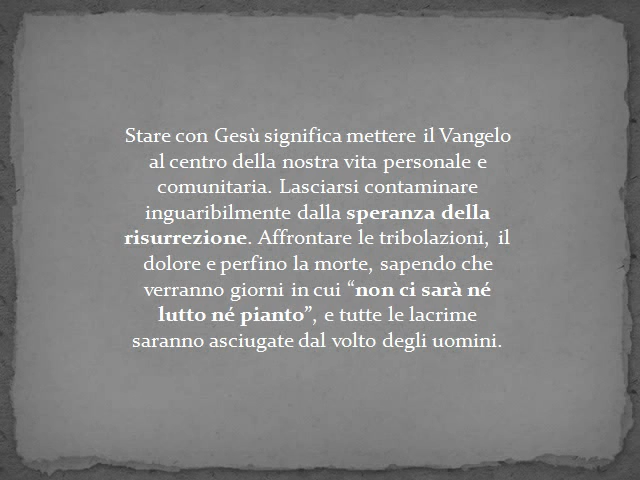 Stare con Gesù significa mettere il Vangelo
al centro della nostra vita personale e
comunitaria. Lasciarsi contaminare
inguaribilmente dalla speranza della
risurrezione. Affrontare le tribolazioni, il
dolore e perfino la morte, sapendo che
verranno giorni in cui “non ci sarà né
lutto né pianto”, e tutte le lacrime
saranno asciugate dal volto degli uomini.